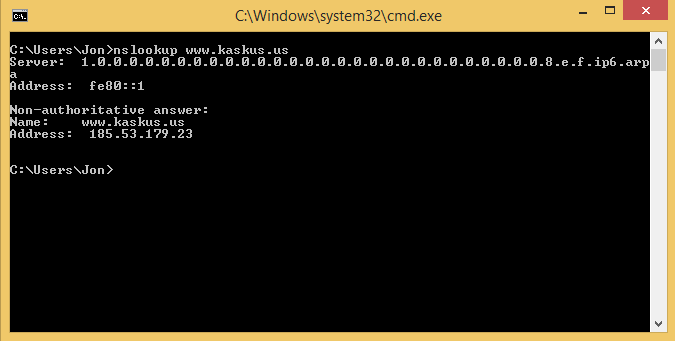 C:\Windows\system32\cmd.exe
C:\Users\Jon>nslookup www.kaskus.us
Server:  1.0.0.0.0.0.0.0.0.0.0.0.0.0.0.0.0.0.0.0.0.0.0.0.0.0.0.0.0.8.e.f.ip6.arp
a
Address:  fe80::1
Non-authoritative answer:
Name:    www.kaskus.us
Address:  185.53.179.23
C:\Users\Jon>